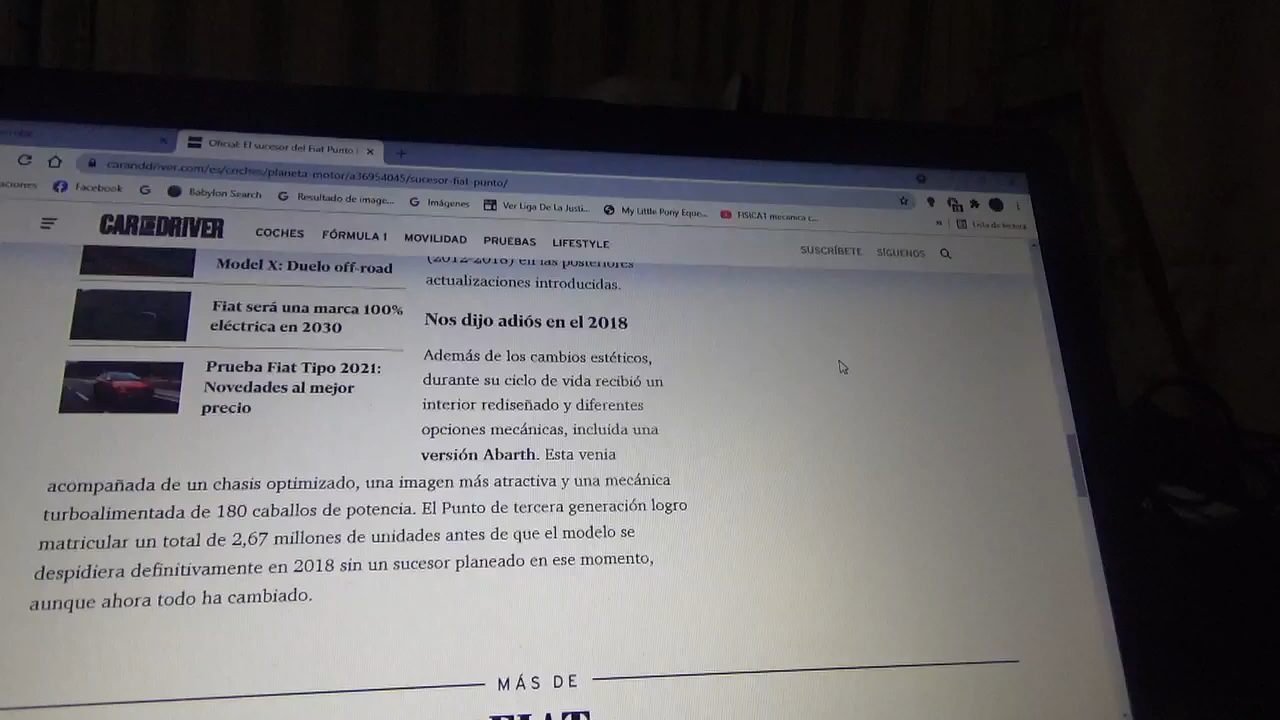 Oficial: El sucesor del Fiat Punto
caranddriver.com/es/coches/planeta-motor/a36954045/sucesor-fiat-punto/
Facebook
Babylon Search
Resultado de image...
Imágenes
Ver Liga De La Justi...
My Little Pony Eque...
FISICA1 mecánica c...
Lista de lectura
CAR AND DRIVER
COCHES
FÓRMULA 1
MOVILIDAD
PRUEBAS
LIFESTYLE
SUSCRÍBETE
SÍGUENOS
Model X: Duelo off-road
Fiat será una marca 100%
eléctrica en 2030
Prueba Fiat Tipo 2021:
Novedades al mejor
precio
(2012-2018) en las posteriores
actualizaciones introducidas.
Nos dijo adiós en el 2018
Además de los cambios estéticos,
durante su ciclo de vida recibió un
interior rediseñado y diferentes
opciones mecánicas, incluida una
versión Abarth. Esta venia
acompañada de un chasis optimizado, una imagen más atractiva y una mecánica
turboalimentada de 180 caballos de potencia. El Punto de tercera generación logro
matricular un total de 2,67 millones de unidades antes de que el modelo se
despidiera definitivamente en 2018 sin un sucesor planeado en ese momento,
aunque ahora todo ha cambiado.
MÁS DE
FIAT